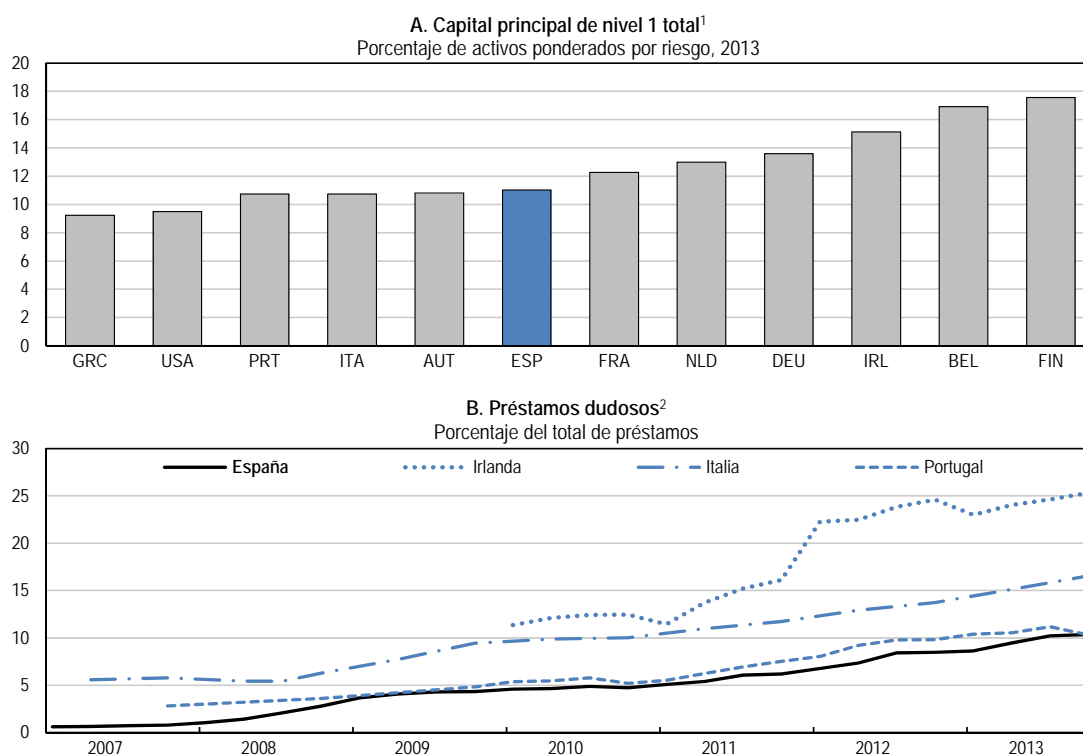 A. Capital principal de nivel 1 total¹
Porcentaje de activos ponderados por riesgo, 2013
20
18
16
14
12
10
8
6
4
2
0
GRC USA PRT ITA AUT ESP FRA NLD DEU IRL BEL FIN
B. Préstamos dudosos²
Porcentaje del total de préstamos
30
25
20
15
10
5
0
España Irlanda Italia Portugal
2007 2008 2009 2010 2011 2012 2013